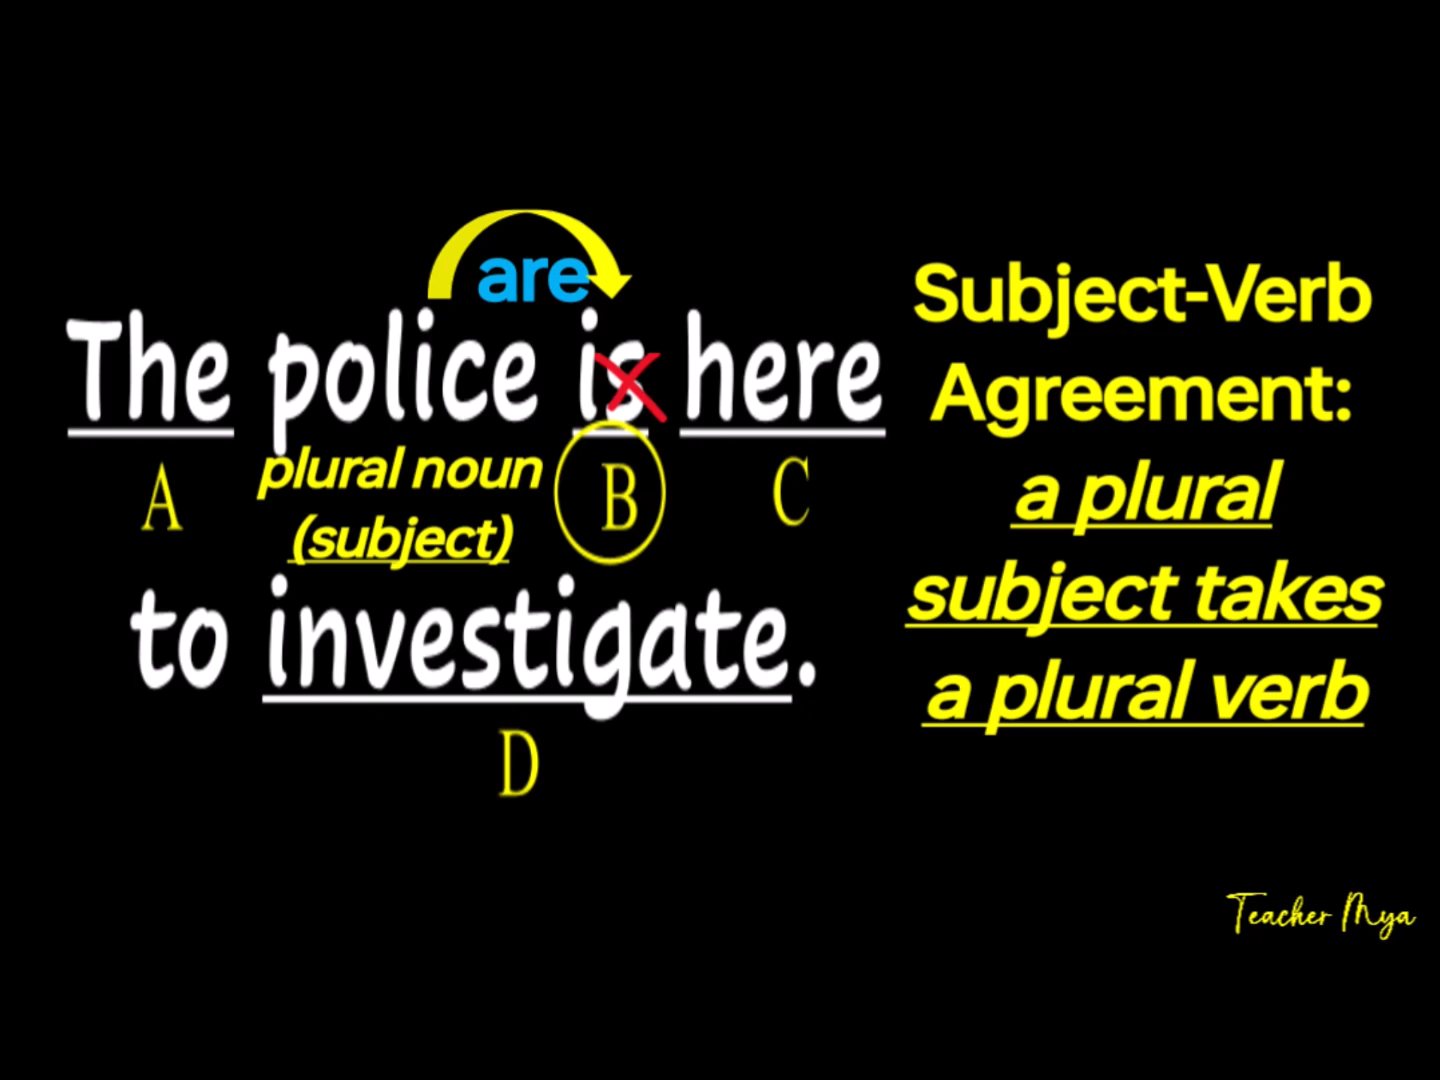 are
The police is here
A plural noun B C
(subject)
to investigate.
D
Subject-Verb
Agreement:
a plural
subject takes
a plural verb
Teacher Mya